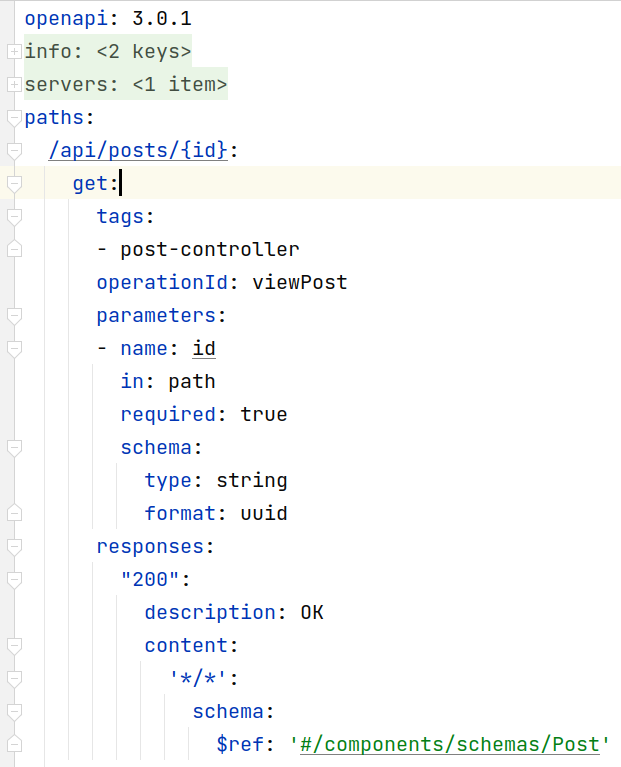 openapi: 3.0.1
info: <2 keys>
servers: <1 item>
paths:
  /api/posts/{id}:
    get:
      tags:
      - post-controller
      operationId: viewPost
      parameters:
      - name: id
        in: path
        required: true
        schema:
          type: string
          format: uuid
      responses:
        "200":
          description: OK
          content:
            '*/*':
              schema:
                $ref: '#/components/schemas/Post'